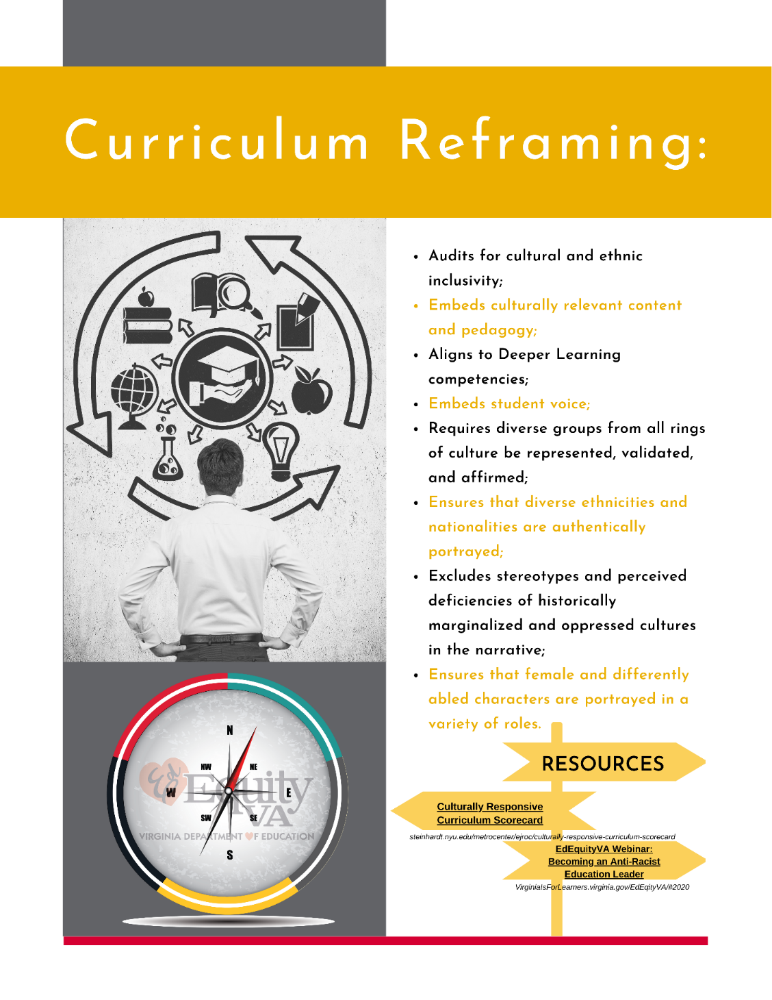 Curriculum Reframing:
• Audits for cultural and ethnic
inclusivity;
• Embeds culturally relevant content
and pedagogy;
• Aligns to Deeper Learning
competencies;
• Embeds student voice;
• Requires diverse groups from all rings
of culture be represented, validated,
and affirmed;
• Ensures that diverse ethnicities and
nationalities are authentically
portrayed;
• Excludes stereotypes and perceived
deficiencies of historically
marginalized and oppressed cultures
in the narrative;
• Ensures that female and differently
abled characters are portrayed in a
variety of roles.
N
NW NE
Ed Equity
W E
VA
SW SE
VIRGINIA DEPARTMENT OF EDUCATION
S
RESOURCES
Culturally Responsive
Curriculum Scorecard
steinhardt.nyu.edu/metrocenter/ejroc/culturally-responsive-curriculum-scorecard
EdEquityVA Webinar:
Becoming an Anti-Racist
Education Leader
VirginiaIsForLearners.virginia.gov/EdEqityVA/#2020